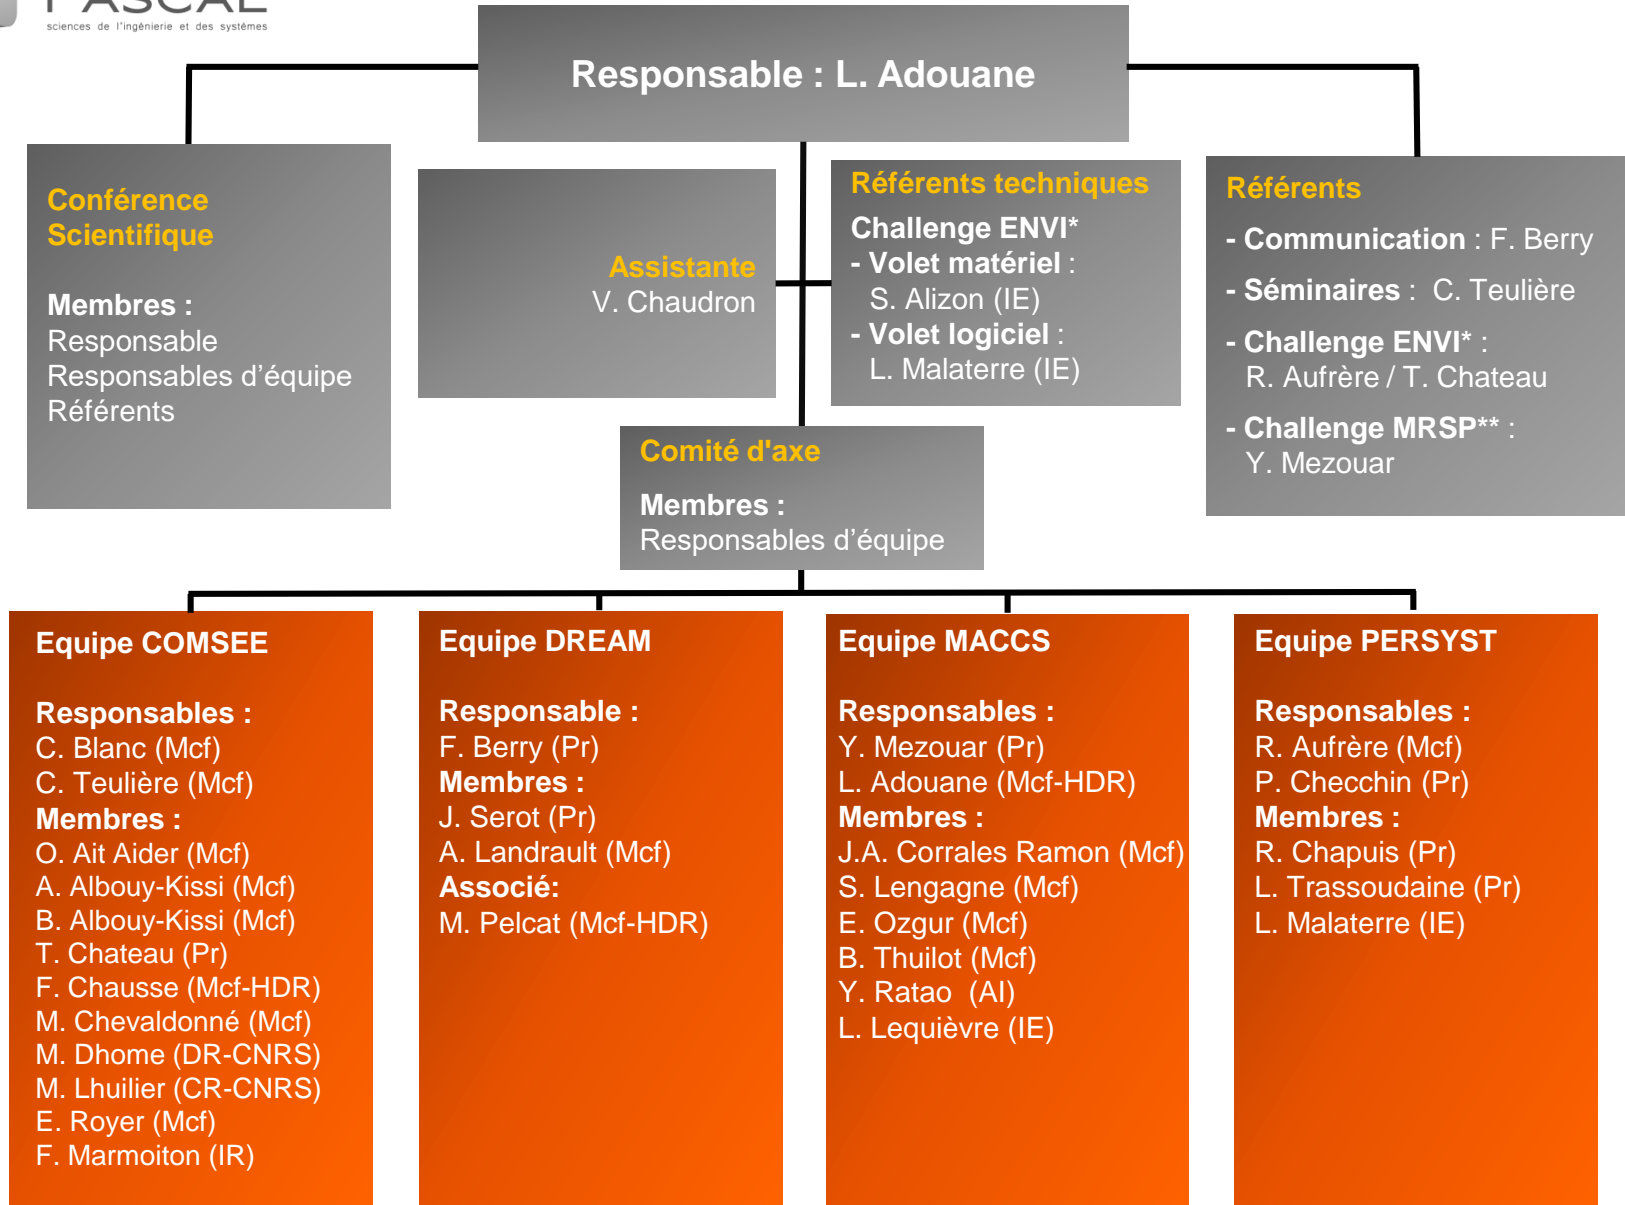 PASCAL
sciences de l'ingénierie et des systèmes
Responsable : L. Adouane
Conférence
Scientifique
Membres :
Responsable
Responsables d’équipe
Référents
Assistante
V. Chaudron
Référents techniques
Challenge ENVI*
- Volet matériel :
S. Alizon (IE)
- Volet logiciel :
L. Malaterre (IE)
Référents
- Communication : F. Berry
- Séminaires : C. Teulière
- Challenge ENVI* :
R. Aufrère / T. Chateau
- Challenge MRSP** :
Y. Mezouar
Comité d'axe
Membres :
Responsables d’équipe
Equipe COMSEE
Responsables :
C. Blanc (Mcf)
C. Teulière (Mcf)
Membres :
O. Ait Aider (Mcf)
A. Albouy-Kissi (Mcf)
B. Albouy-Kissi (Mcf)
T. Chateau (Pr)
F. Chausse (Mcf-HDR)
M. Chevaldonné (Mcf)
M. Dhome (DR-CNRS)
M. Lhuilier (CR-CNRS)
E. Royer (Mcf)
F. Marmoiton (IR)
Equipe DREAM
Responsable :
F. Berry (Pr)
Membres :
J. Serot (Pr)
A. Landrault (Mcf)
Associé:
M. Pelcat (Mcf-HDR)
Equipe MACCS
Responsables :
Y. Mezouar (Pr)
L. Adouane (Mcf-HDR)
Membres :
J.A. Corrales Ramon (Mcf)
S. Lengagne (Mcf)
E. Ozgur (Mcf)
B. Thuilot (Mcf)
Y. Ratao (AI)
L. Lequièvre (IE)
Equipe PERSYST
Responsables :
R. Aufrère (Mcf)
P. Checchin (Pr)
Membres :
R. Chapuis (Pr)
L. Trassoudaine (Pr)
L. Malaterre (IE)